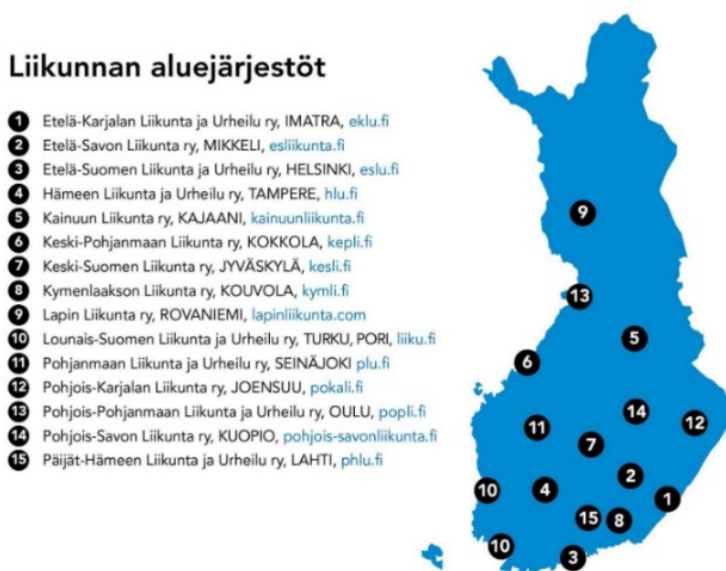 Liikunnan aluejärjestöt
1 Etelä-Karjalan Liikunta ja Urheilu ry, IMATRA, eklu.fi
2 Etelä-Savon Liikunta ry, MIKKELI, esliikunta.fi
3 Etelä-Suomen Liikunta ja Urheilu ry, HELSINKI, eslu.fi
4 Hämeen Liikunta ja Urheilu ry, TAMPERE, hlu.fi
5 Kainuun Liikunta ry, KAJAANI, kainuunliikunta.fi
6 Keski-Pohjanmaan Liikunta ry, KOKKOLA, kepli.fi
7 Keski-Suomen Liikunta ry, JYVÄSKYLÄ, kesli.fi
8 Kymenlaakson Liikunta ry, KOUVOLA, kymli.fi
9 Lapin Liikunta ry, ROVANIEMI, lapinliikunta.com
10 Lounais-Suomen Liikunta ja Urheilu ry, TURKU, PORI, liiku.fi
11 Pohjanmaan Liikunta ja Urheilu ry, SEINÄJOKI plu.fi
12 Pohjois-Karjalan Liikunta ry, JOENSUU, pokali.fi
13 Pohjois-Pohjanmaan Liikunta ja Urheilu ry, OULU, popli.fi
14 Pohjois-Savon Liikunta ry, KUOPIO, pohjois-savonliikunta.fi
15 Päijät-Hämeen Liikunta ja Urheilu ry, LAHTI, phlu.fi
9
13
5
6
14
12
11
7
2
10
4
1
15
8
10
3